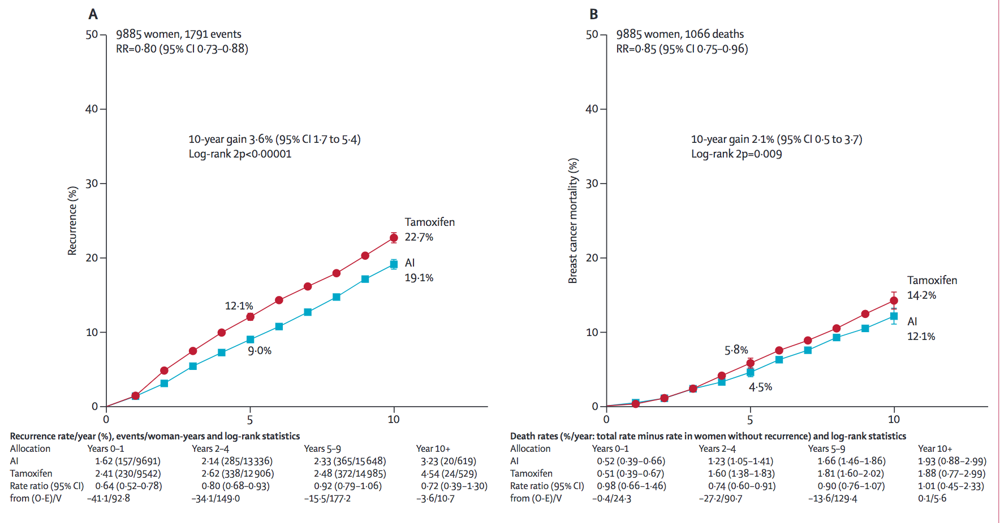 A
50
9885 women, 1791 events
RR=0·80 (95% CI 0·73–0·88)
40
10-year gain 3·6% (95% CI 1·7 to 5·4)
Log-rank 2p<0·00001
30
Recurrence (%)
Tamoxifen
22·7%
20
AI
19·1%
12·1%
10
9·0%
0
0 5 10
Recurrence rate/year (%), events/woman-years and log-rank statistics
Allocation Years 0–1 Years 2–4 Years 5–9 Year 10+
AI 1·62 (157/9691) 2·14 (285/13 336) 2·33 (365/15 648) 3·23 (20/619)
Tamoxifen 2·41 (230/9542) 2·62 (338/12 906) 2·48 (372/14 985) 4·54 (24/529)
Rate ratio (95% CI) 0·64 (0·52–0·78) 0·80 (0·68–0·93) 0·92 (0·79–1·06) 0·72 (0·39–1·30)
from (O-E)/V –41·1/92·8 –34·1/149·0 –15·5/177·2 –3·6/10·7
B
50
9885 women, 1066 deaths
RR=0·85 (95% CI 0·75–0·96)
40
10-year gain 2·1% (95% CI 0·5 to 3·7)
Log-rank 2p=0·009
30
Breast cancer mortality (%)
20
Tamoxifen
14·2%
AI
12·1%
10
5·8%
4·5%
0
0 5 10
Death rates (%/year: total rate minus rate in women without recurrence) and log-rank statistics
Allocation Years 0–1 Years 2–4 Years 5–9 Year 10+
AI 0·52 (0·39–0·66) 1·23 (1·05–1·41) 1·66 (1·46–1·86) 1·93 (0·88–2·99)
Tamoxifen 0·51 (0·39–0·67) 1·60 (1·38–1·83) 1·81 (1·60–2·02) 1·88 (0·77–2·99)
Rate ratio (95% CI) 0·98 (0·66–1·46) 0·74 (0·60–0·91) 0·90 (0·76–1·07) 1·01 (0·45–2·33)
from (O-E)/V –0·4/24·3 –27·2/90·7 –13·6/129·4 0·1/5·6